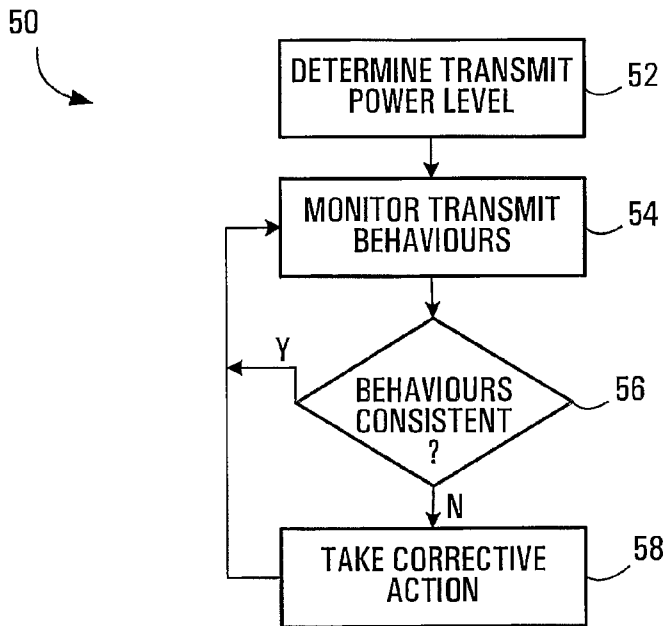 50
DETERMINE TRANSMIT
POWER LEVEL
52
MONITOR TRANSMIT
BEHAVIOURS
54
Y
BEHAVIOURS
CONSISTENT
?
56
N
TAKE CORRECTIVE
ACTION
58